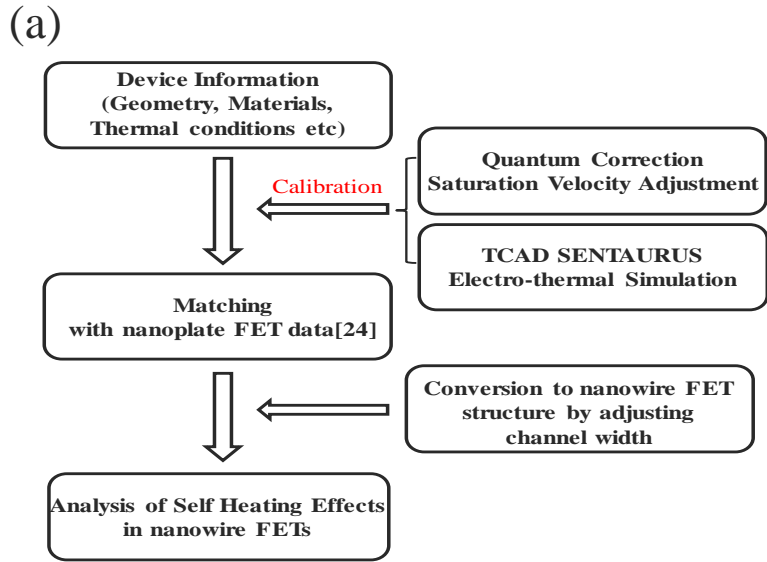 (a)
Device Information
(Geometry, Materials,
Thermal conditions etc)
Calibration
Quantum Correction
Saturation Velocity Adjustment
TCAD SENTAURUS
Electro-thermal Simulation
Matching
with nanoplate FET data[24]
Conversion to nanowire FET
structure by adjusting
channel width
Analysis of Self Heating Effects
in nanowire FETs